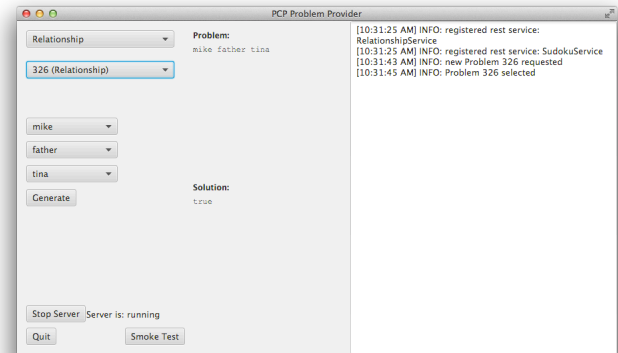 PCP Problem Provider
Relationship
326 (Relationship)
mike
father
tina
Generate
Problem:
mike father tina
Solution:
true
Stop Server Server is: running
Quit Smoke Test
[10:31:25 AM] INFO: registered rest service:
RelationshipService
[10:31:25 AM] INFO: registered rest service: SudokuService
[10:31:43 AM] INFO: new Problem 326 requested
[10:31:45 AM] INFO: Problem 326 selected